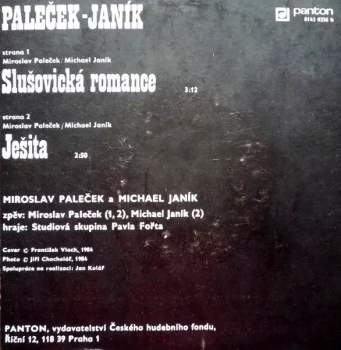 PALEČEK-JANÍK
panton
8143 0256 h
strana 1
Miroslav Paleček/Michael Janík
Slušovická romance
3:12
strana 2
Miroslav Paleček/Michael Janík
Ješita
2:50
MIROSLAV PALEČEK a MICHAEL JANÍK
zpěv: Miroslav Paleček (1, 2), Michael Janík (2)
hraje: Studiová skupina Pavla Fořta
Cover © František Vlach, 1984
Photo © Jiří Chocholář, 1984
Spolupráce na realizaci: Jan Kolář
PANTON, vydavatelství Českého hudebního fondu,
Říční 12, 118 39 Praha 1